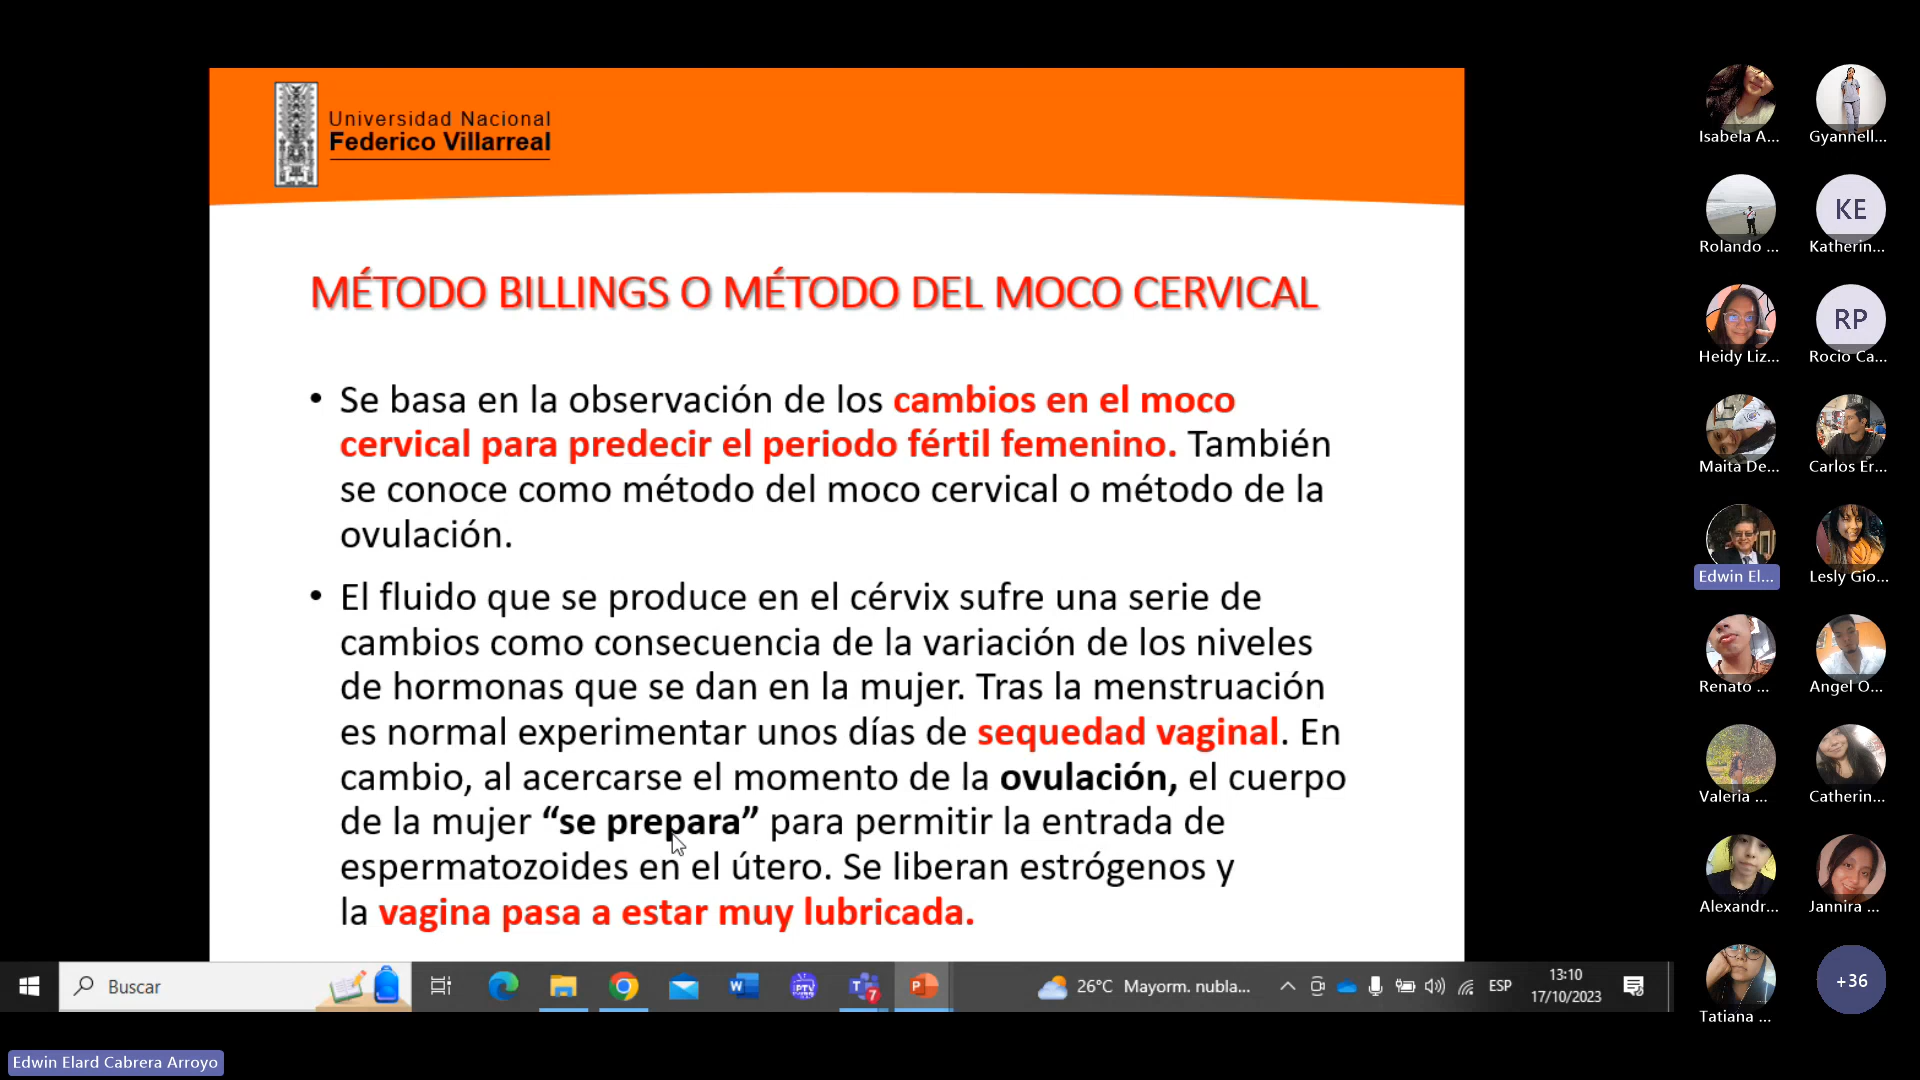 Universidad Nacional
Federico Villarreal
MÉTODO BILLINGS O MÉTODO DEL MOCO CERVICAL
• Se basa en la observación de los cambios en el moco
cervical para predecir el periodo fértil femenino. También
se conoce como método del moco cervical o método de la
ovulación.
• El fluido que se produce en el cérvix sufre una serie de
cambios como consecuencia de la variación de los niveles
de hormonas que se dan en la mujer. Tras la menstruación
es normal experimentar unos días de sequedad vaginal. En
cambio, al acercarse el momento de la ovulación, el cuerpo
de la mujer “se prepara” para permitir la entrada de
espermatozoides en el útero. Se liberan estrógenos y
la vagina pasa a estar muy lubricada.
Isabela A...
Gyannell...
Rolando ...
KE
Katherin...
Heidy Liz...
RP
Rocio Ca...
Maita De...
Carlos Er...
Edwin El...
Lesly Gio...
Renato ...
Angel O...
Valeria ...
Catherin...
Alexandr...
Jannira ...
Tatiana ...
+36
Buscar
PTV
7
26°C Mayorm. nubla...
ESP
13:10
17/10/2023
Edwin Elard Cabrera Arroyo